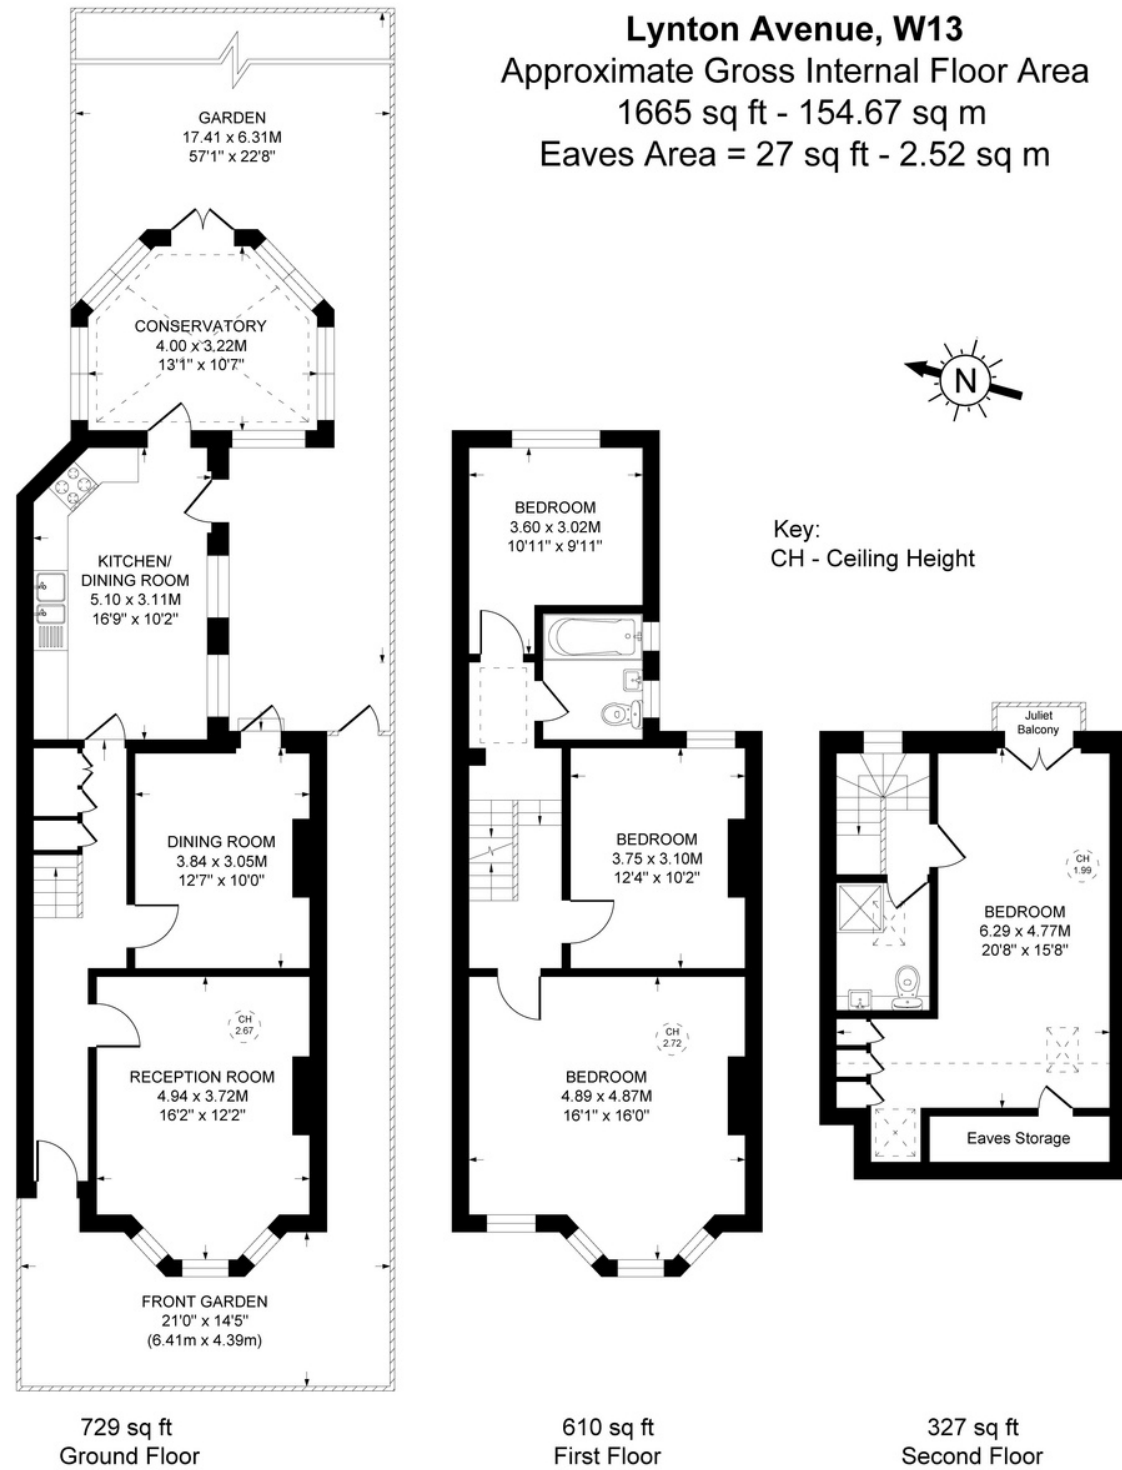 Lynton Avenue, W13
Approximate Gross Internal Floor Area
1665 sq ft - 154.67 sq m
Eaves Area = 27 sq ft - 2.52 sq m
GARDEN
17.41 x 6.31M
57'1" x 22'8"
CONSERVATORY
4.00 x 3.22M
13'1" x 10'7"
N
Key:
CH - Ceiling Height
KITCHEN/
DINING ROOM
5.10 x 3.11M
16'9" x 10'2"
DINING ROOM
3.84 x 3.05M
12'7" x 10'0"
CH
2.67
RECEPTION ROOM
4.94 x 3.72M
16'2" x 12'2"
FRONT GARDEN
21'0" x 14'5"
(6.41m x 4.39m)
729 sq ft
Ground Floor
BEDROOM
3.60 x 3.02M
10'11" x 9'11"
BEDROOM
3.75 x 3.10M
12'4" x 10'2"
CH
2.72
BEDROOM
4.89 x 4.87M
16'1" x 16'0"
610 sq ft
First Floor
Juliet
Balcony
CH
1.99
BEDROOM
6.29 x 4.77M
20'8" x 15'8"
Eaves Storage
327 sq ft
Second Floor